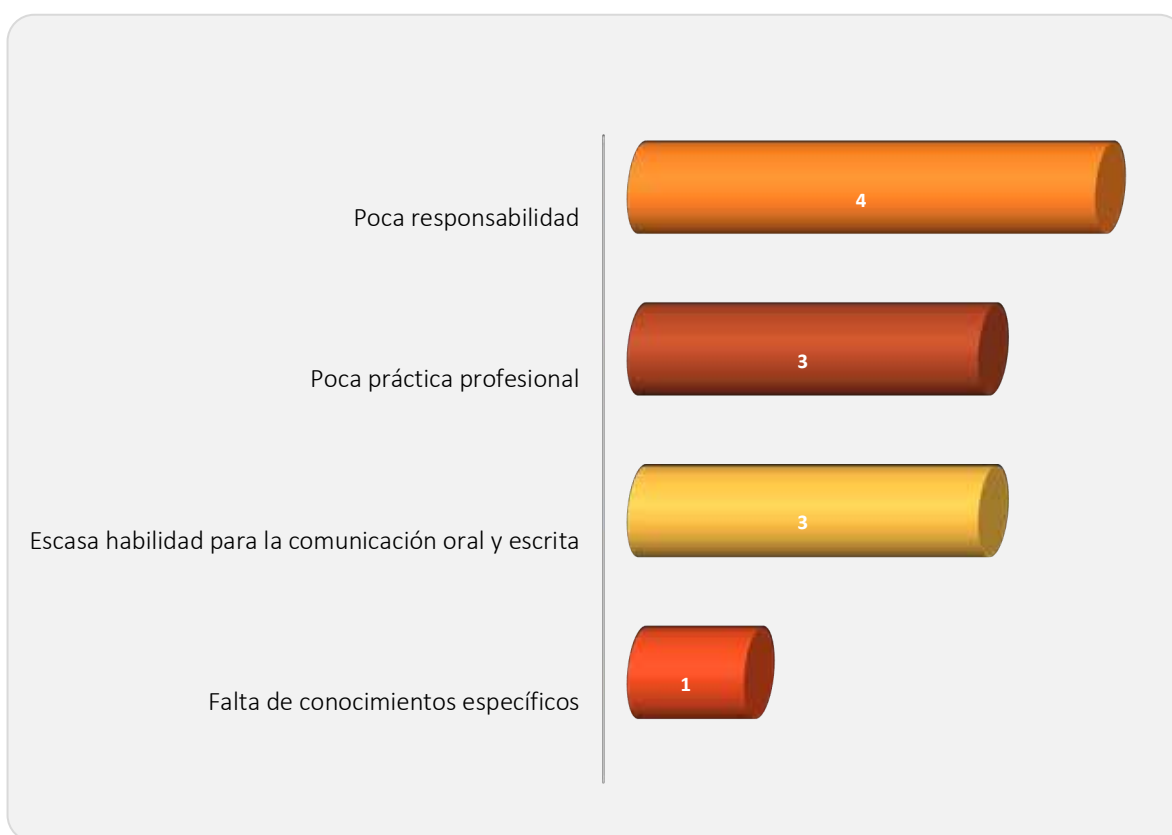 Poca responsabilidad
4
Poca práctica profesional
3
Escasa habilidad para la comunicación oral y escrita
3
Falta de conocimientos específicos
1